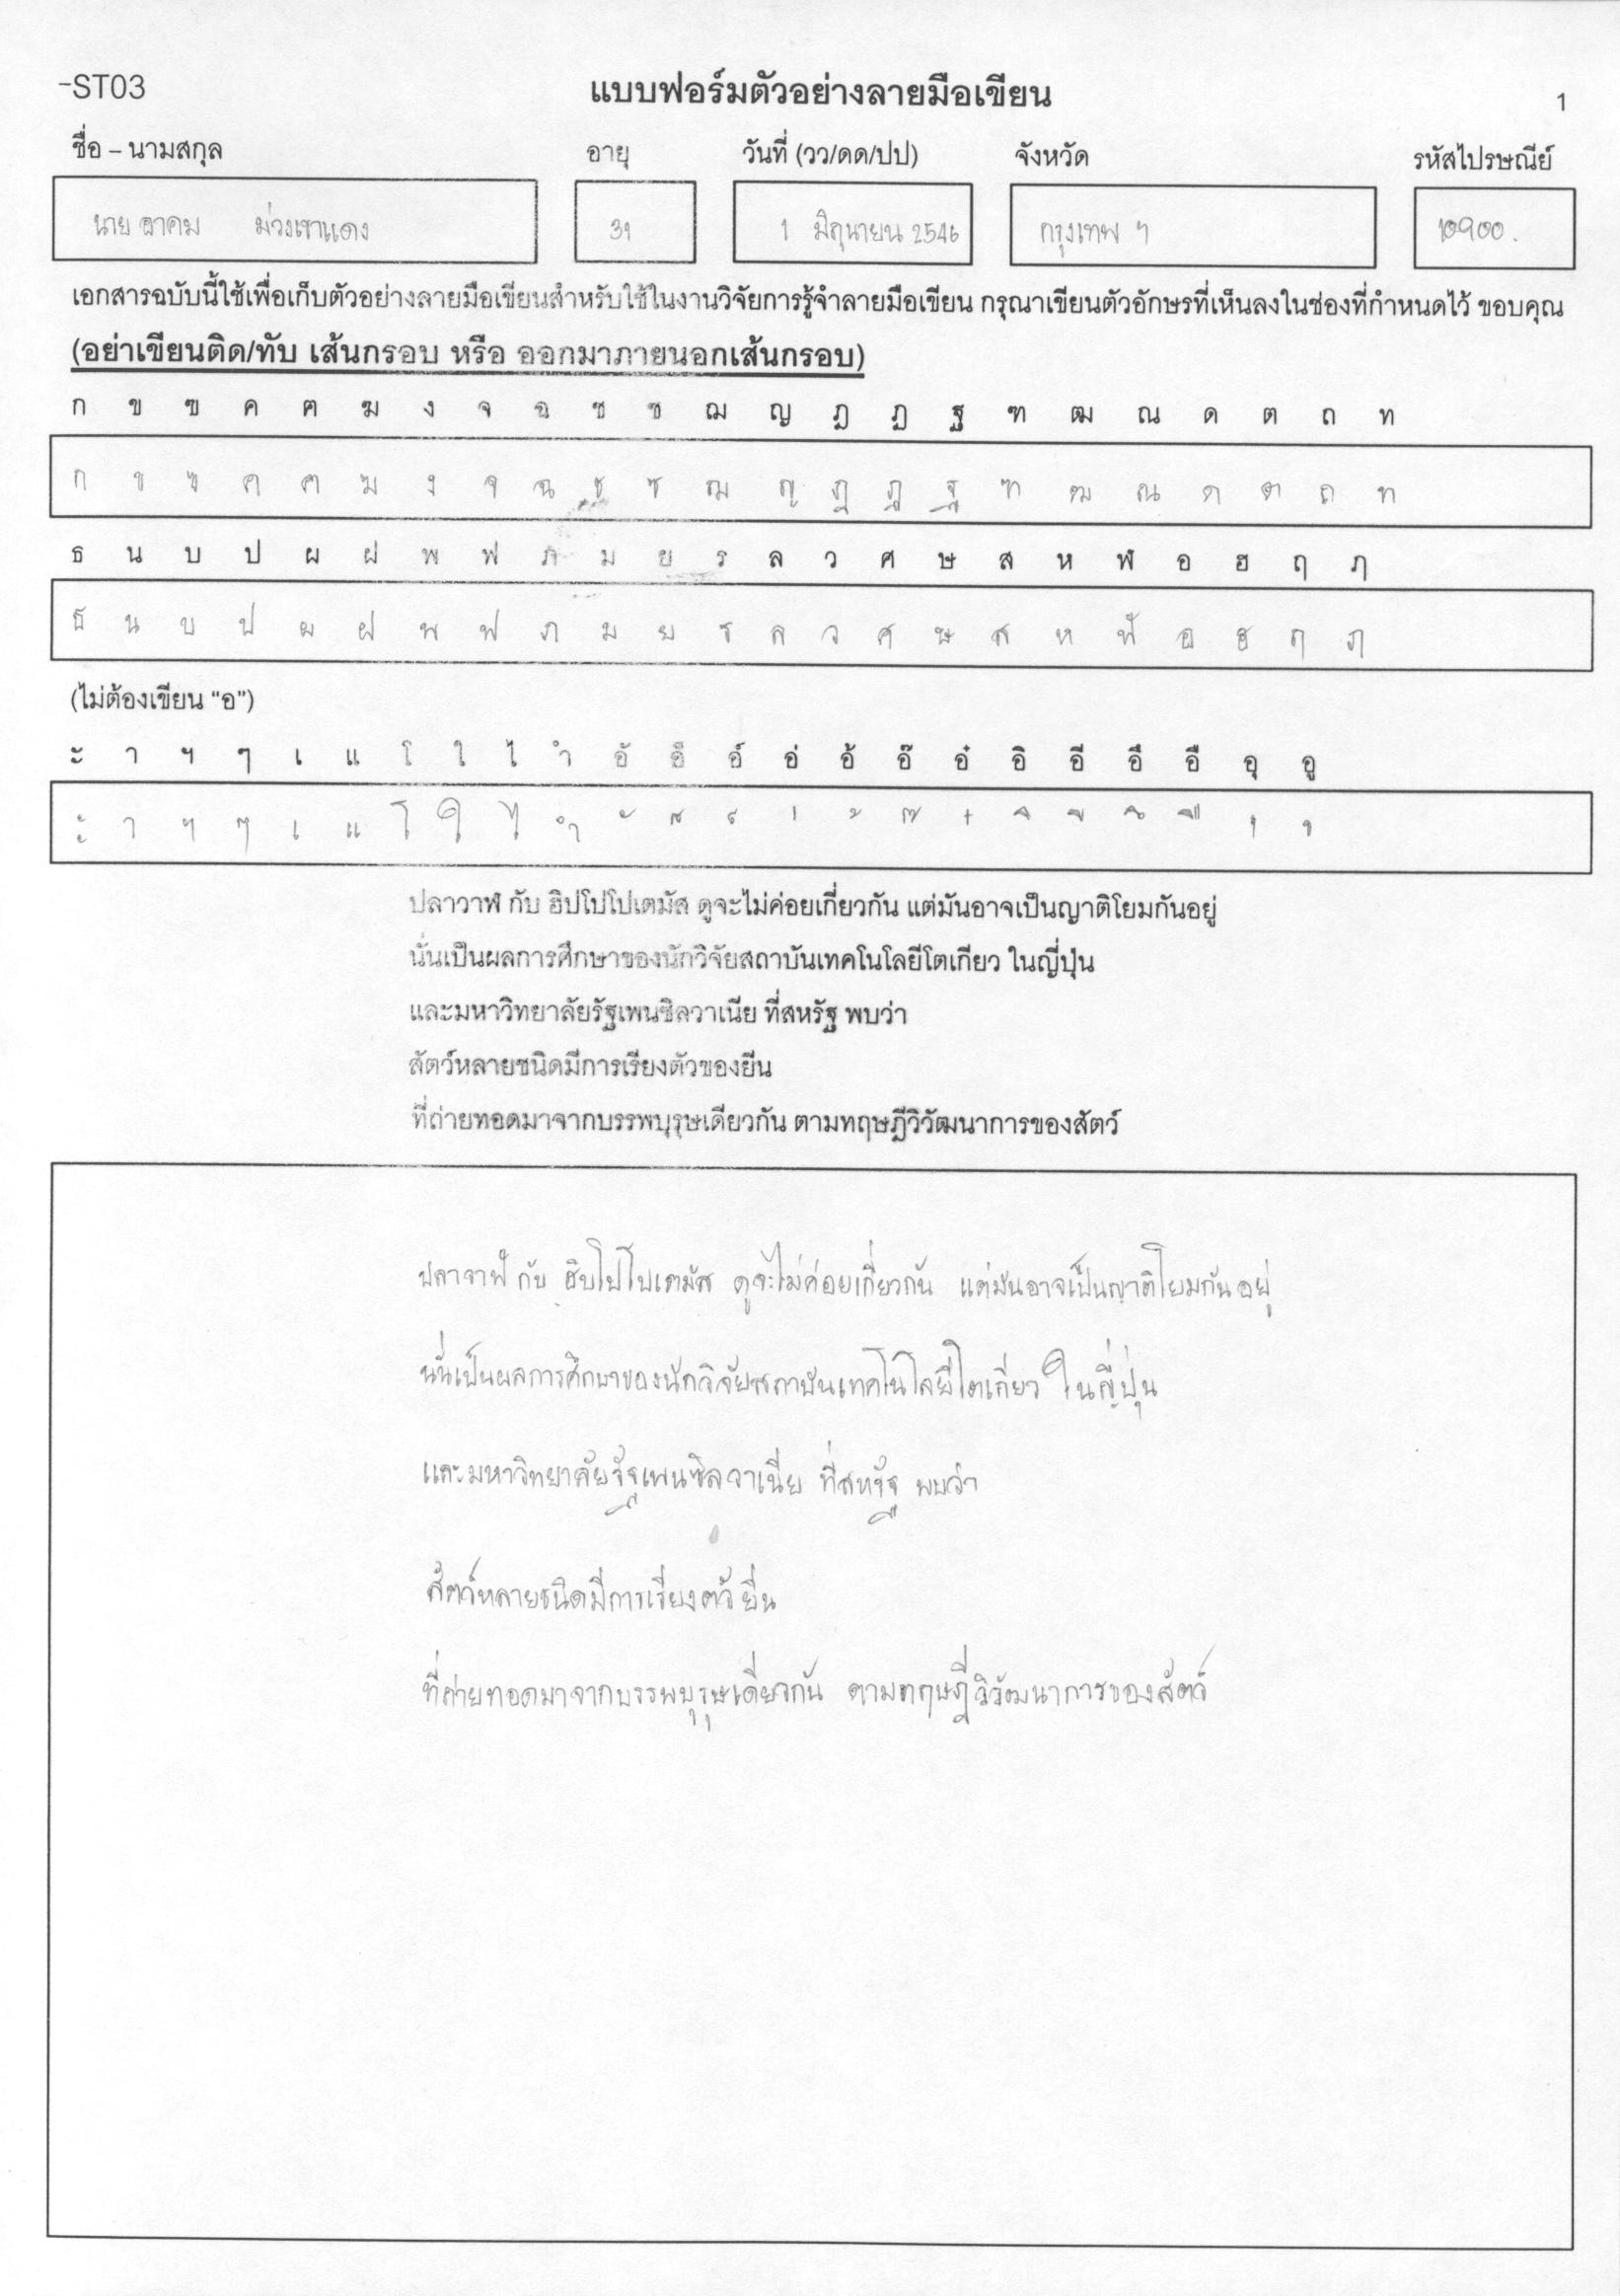 -ST03 แบบฟอร์มตัวอย่างลายมือเขียน 1
ชื่อ – นามสกุล อายุ วันที่ (วว/ดด/ปป) จังหวัด รหัสไปรษณีย์
นาย อาคม ม่วงเขาแดง 31 1 มิถุนายน 2546 กรุงเทพ ฯ 10900.
เอกสารฉบับนี้ใช้เพื่อเก็บตัวอย่างลายมือเขียนสำหรับใช้ในงานวิจัยการรู้จำลายมือเขียน กรุณาเขียนตัวอักษรที่เห็นลงในช่องที่กำหนดไว้ ขอบคุณ
(อย่าเขียนติด/ทับ เส้นกรอบ หรือ ออกมาภายนอกเส้นกรอบ)
ก ข ฃ ค ฅ ฆ ง จ ฉ ช ซ ฌ ญ ฎ ฏ ฐ ฑ ฒ ณ ด ต ถ ท
ก ข ฃ ค ฅ ฆ ง จ ฉ ช ซ ฌ ญ ฎ ฏ ฐ ฑ ฒ ณ ด ต ถ ท
ธ น บ ป ผ ฝ พ ฟ ภ ม ย ร ล ว ศ ษ ส ห ฬ อ ฮ ฤ ฦ
ธ น บ ป ผ ฝ พ ฟ ภ ม ย ร ล ว ศ ษ ส ห ฬ อ ฮ ฤ ฦ
(ไม่ต้องเขียน “อ”)
ะ า ฯ ๆ เ แ โ ใ ไ ำ อั อ็ อ์ อ่ อ้ อ๊ อ๋ อิ อี อึ อื อุ อู
ะ า ฯ ๆ เ แ โ ใ ไ ำ ั ็ ์ ่ ้ ๊ ๋ ิ ี ึ ื ุ ู
ปลาวาฬ กับ ฮิปโปโปเตมัส ดูจะไม่ค่อยเกี่ยวกัน แต่มันอาจเป็นญาติโยมกันอยู่
นั่นเป็นผลการศึกษาของนักวิจัยสถาบันเทคโนโลยีโตเกียว ในญี่ปุ่น
และมหาวิทยาลัยรัฐเพนซิลวาเนีย ที่สหรัฐ พบว่า
สัตว์หลายชนิดมีการเรียงตัวของยีน
ที่ถ่ายทอดมาจากบรรพบุรุษเดียวกัน ตามทฤษฎีวิวัฒนาการของสัตว์
ปลาวาฬ กับ ฮิบโปโปเตมัส ดูจะไม่ค่อยเกี่ยวกัน แต่มันอาจเป็นญาติโยมกันอยู่
นั่นเป็นผลการศึกษาของนักวิจัยสถาบันเทคโนโลยีโตเกี่ยว ในญี่ปุ่น
และมหาวิทยาลัยรัฐเพนซิลวาเนีย ที่สหรัฐ พบว่า
สัตว์หลายชนิดมีการเรียงตัวยีน
ที่ถ่ายทอดมาจากบรรพบุรุษเดียวกัน ตามทฤษฎีวิวัฒนาการของสัตว์